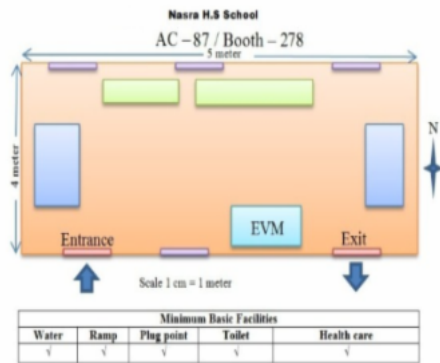 Nasra H.S School
AC – 87 / Booth – 278
5 meter
4 meter
N
EVM
Entrance
Exit
Scale 1 cm = 1 meter
Minimum Basic Facilities
Water Ramp Plug point Toilet Health care
√ √ √ √ √